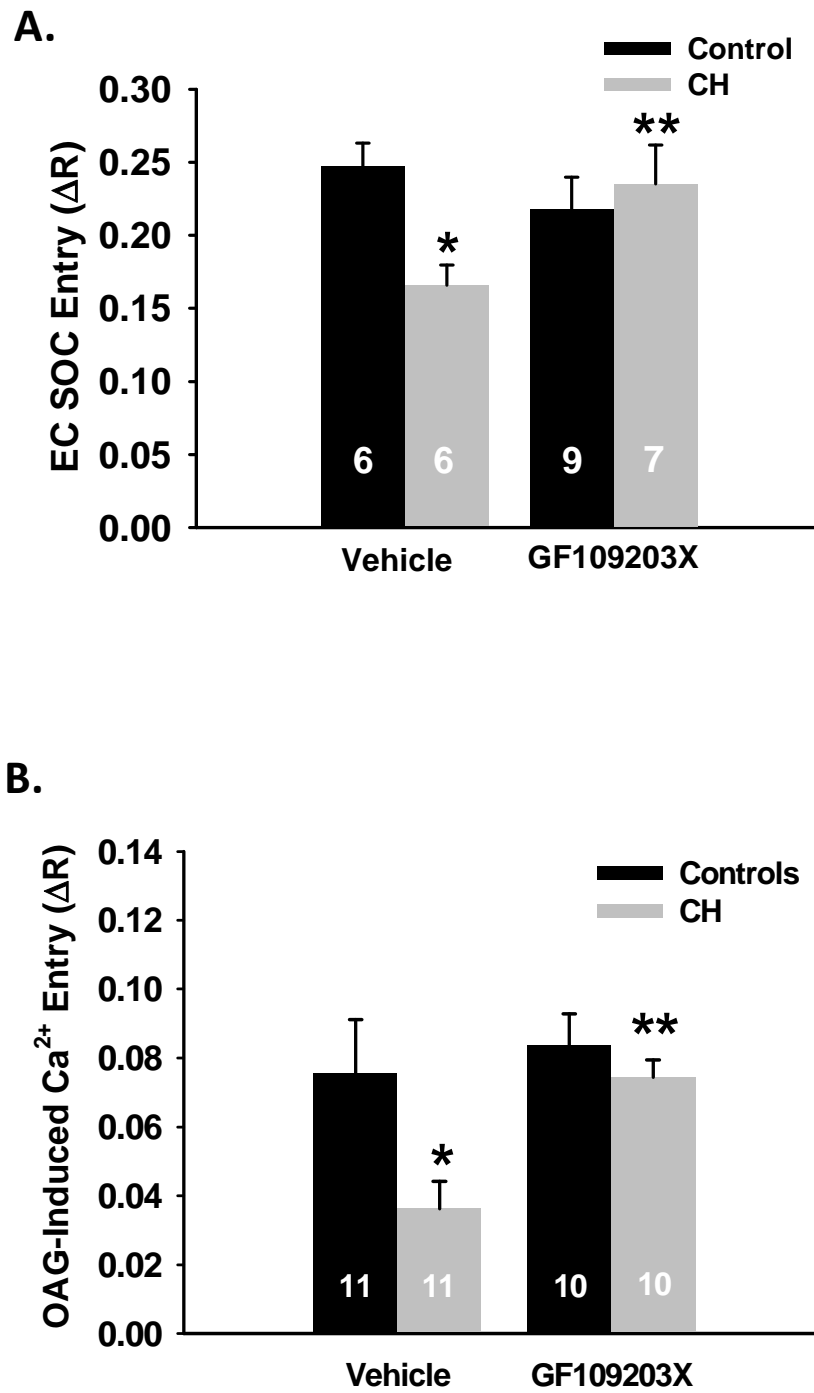 A.
Control
CH
EC SOC Entry (ΔR)
0.30
0.25
0.20
0.15
0.10
0.05
0.00
**
*
6
6
9
7
Vehicle
GF109203X
B.
Controls
CH
OAG-Induced Ca²⁺ Entry (ΔR)
0.14
0.12
0.10
0.08
0.06
0.04
0.02
0.00
**
*
11
11
10
10
Vehicle
GF109203X